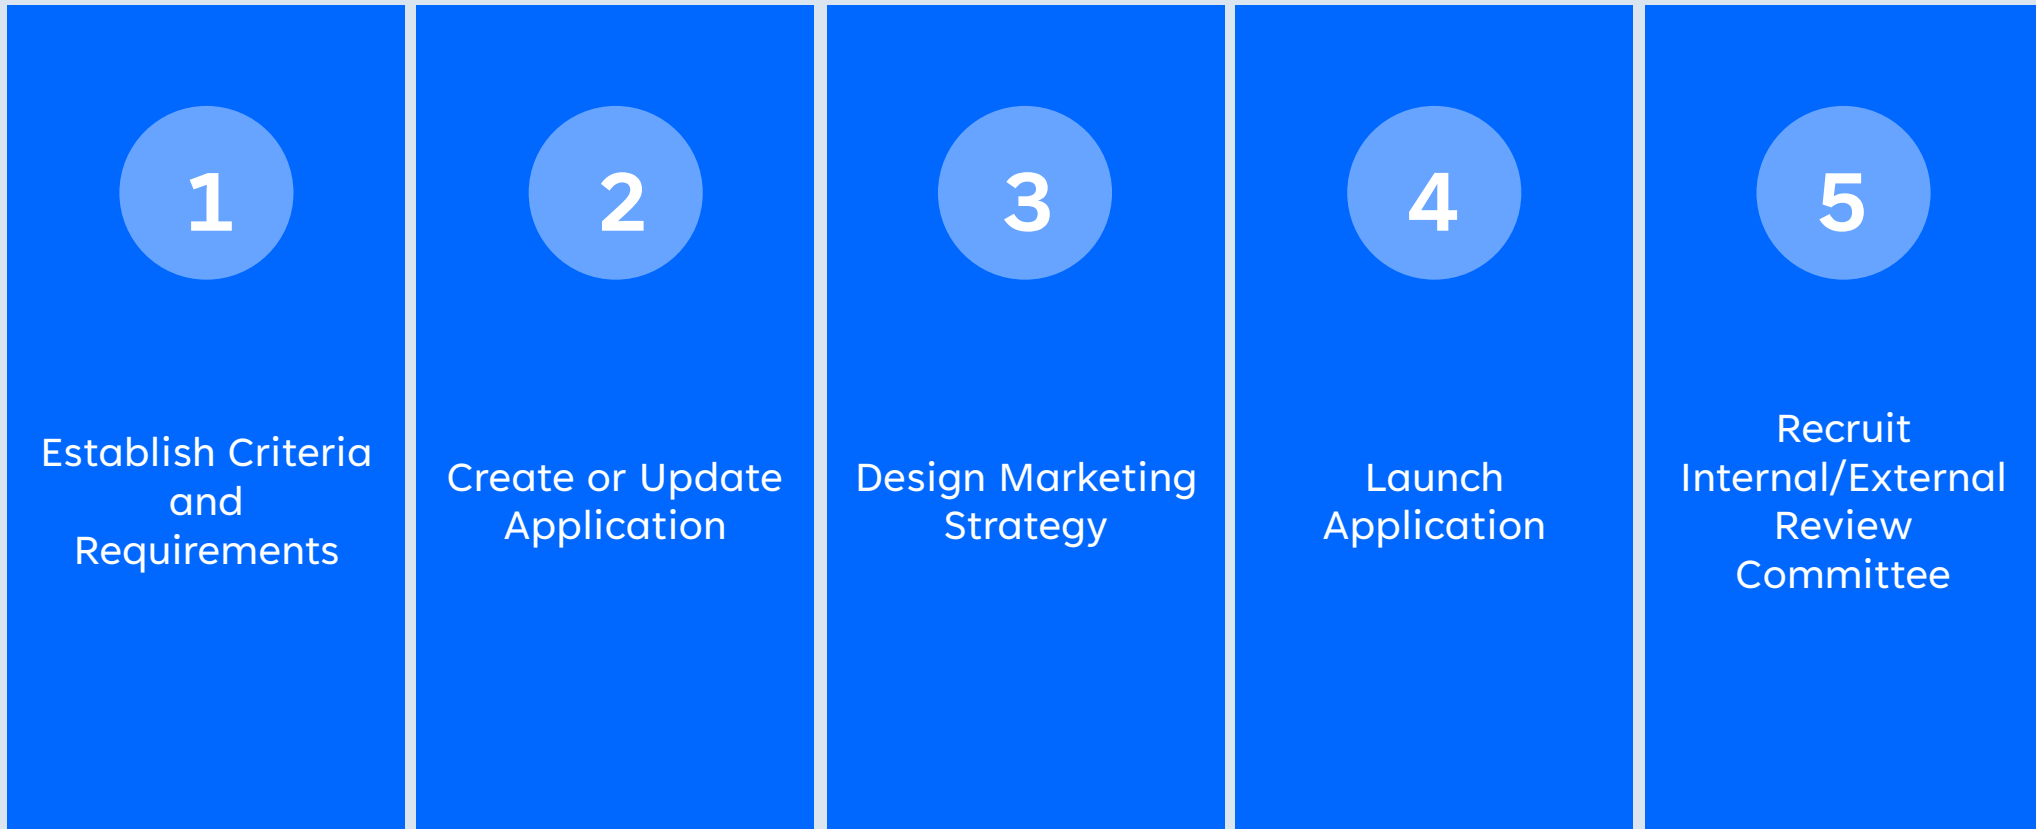 1
Establish Criteria
and
Requirements
2
Create or Update
Application
3
Design Marketing
Strategy
4
Launch
Application
5
Recruit
Internal/External
Review
Committee